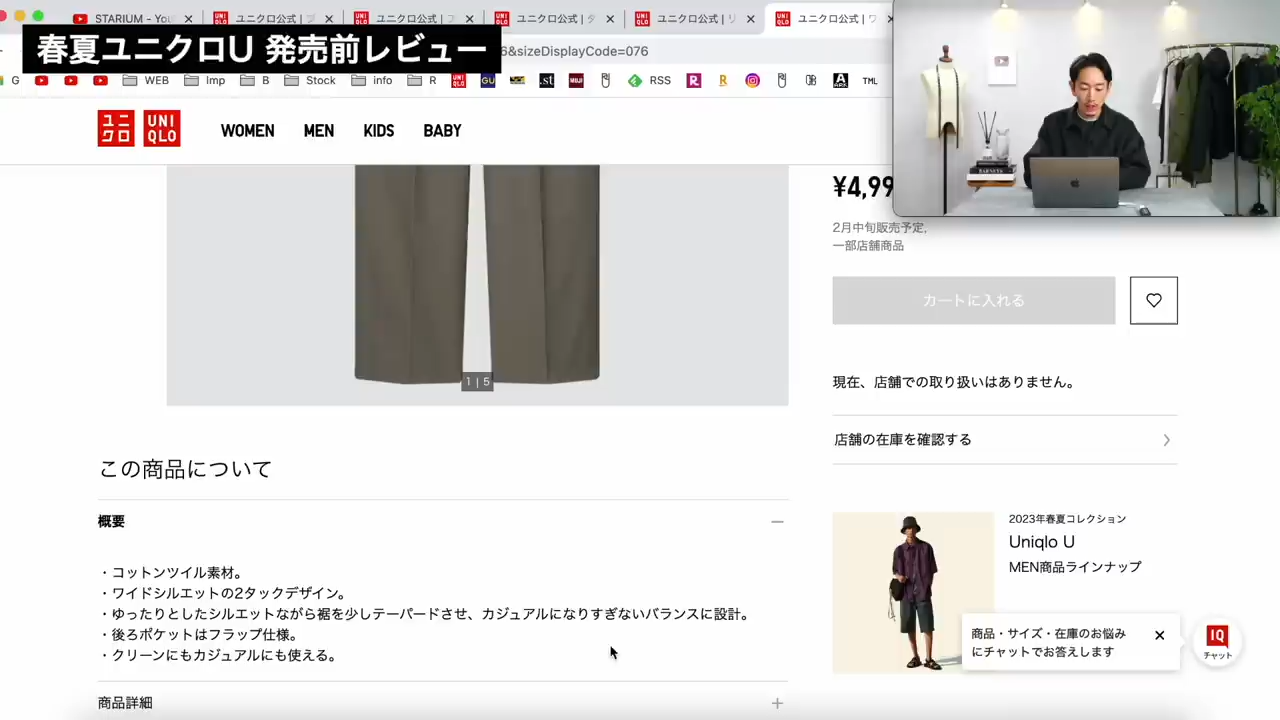 STARIUM - You
ユニクロ公式 | ブ
ユニクロ公式 | フ
ユニクロ公式 | タ
ユニクロ公式 | リ
ユニクロ公式 | ワ
春夏ユニクロU 発売前レビュー
6&sizeDisplayCode=076
G
WEB
Imp
B
Stock
info
R
UNI QLO
GU
.st
RSS
R
R
TML
ユニクロ
UNI QLO
WOMEN
MEN
KIDS
BABY
¥4,99
2月中旬販売予定,
一部店舗商品
カートに入れる
1 | 5
現在、店舗での取り扱いはありません。
店舗の在庫を確認する
この商品について
概要
・コットンツイル素材。
・ワイドシルエットの2タックデザイン。
・ゆったりとしたシルエットながら裾を少しテーパードさせ、カジュアルになりすぎないバランスに設計。
・後ろポケットはフラップ仕様。
・クリーンにもカジュアルにも使える。
商品詳細
2023年春夏コレクション
Uniqlo U
MEN商品ラインナップ
商品・サイズ・在庫のお悩み
にチャットでお答えします
IQ
チャット